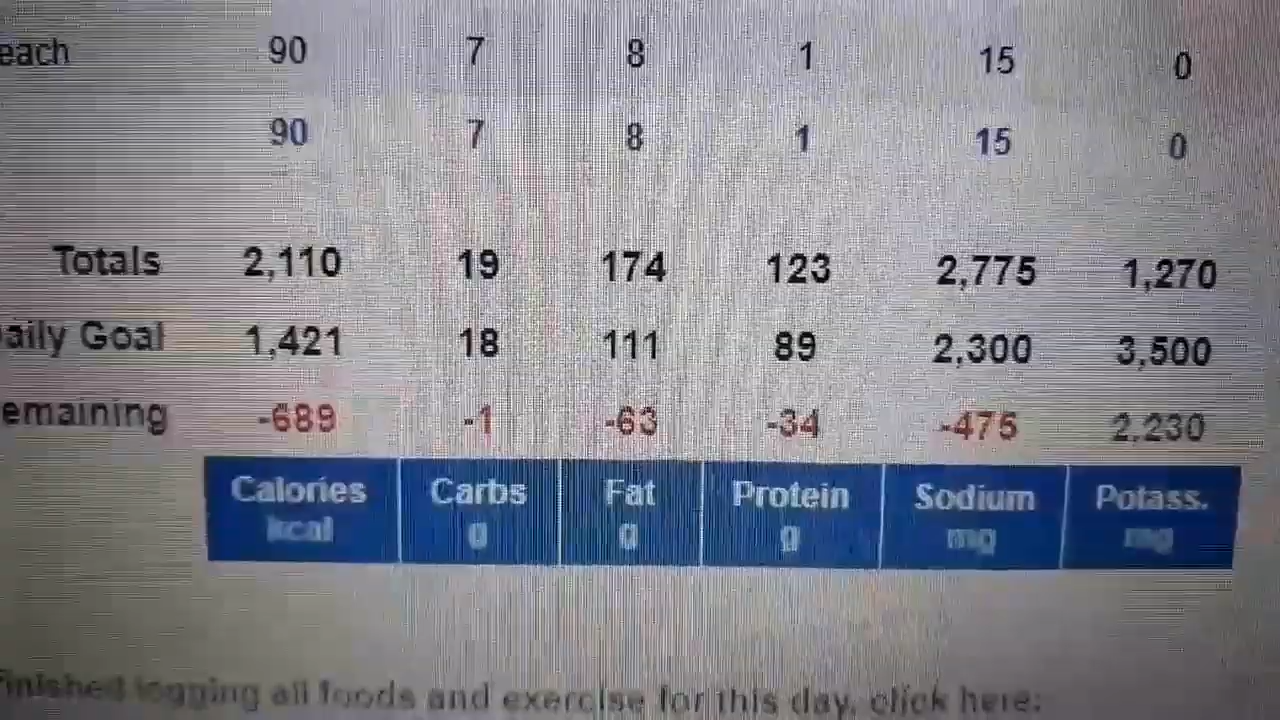 each 90 7 8 1 15 0
90 7 8 1 15 0
Totals 2,110 19 174 123 2,775 1,270
aily Goal 1,421 18 111 89 2,300 3,500
emaining -689 -1 -63 -34 -475 2,230
Calories Carbs Fat Protein Sodium Potass.
kcal g g g mg mg
finished logging all foods and exercise for this day, click here: